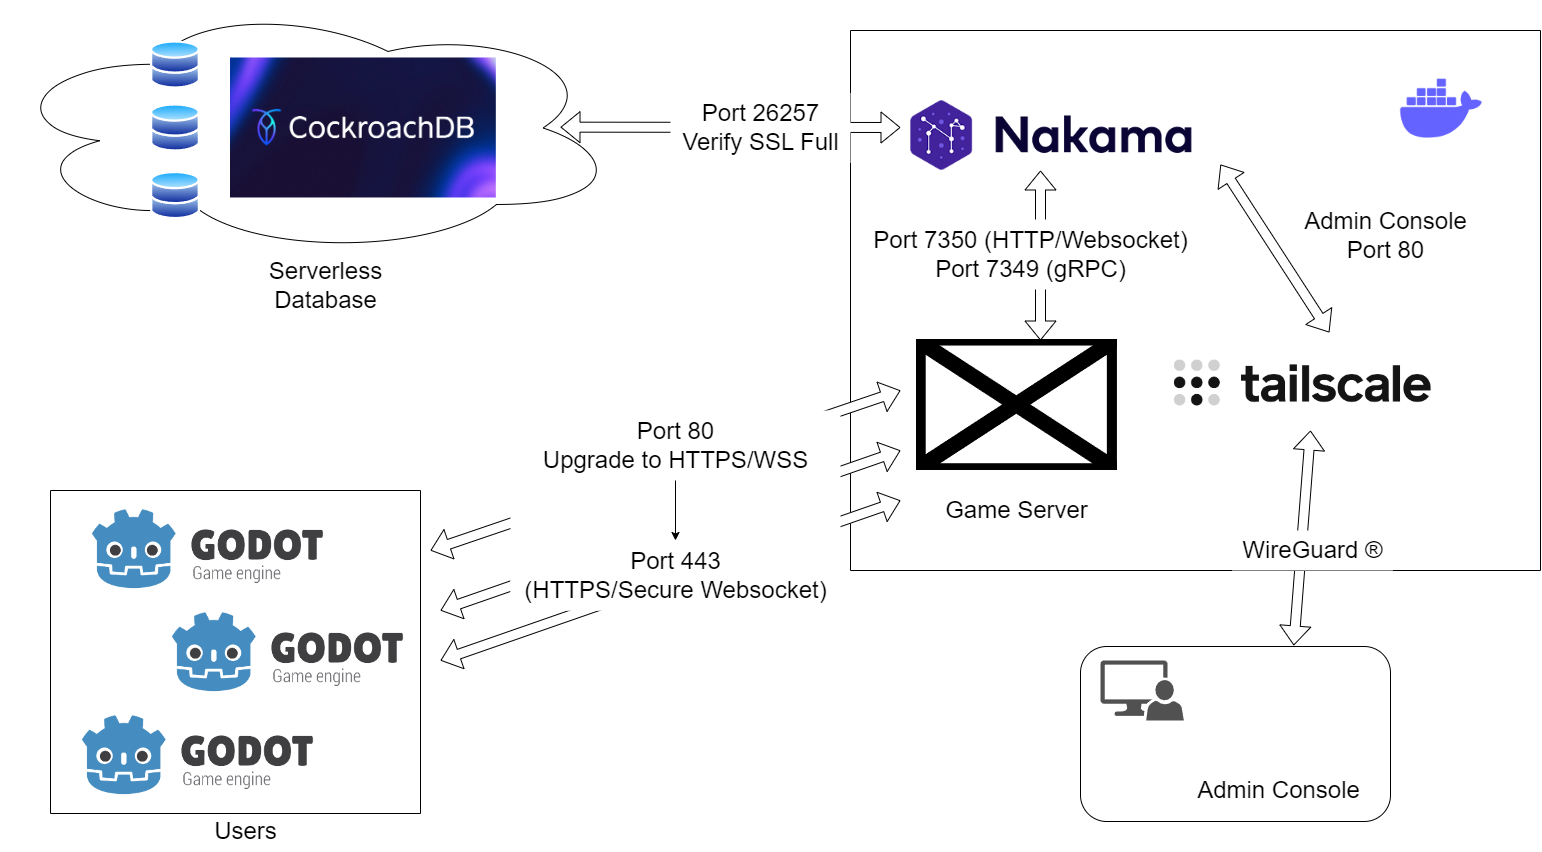 CockroachDB
Port 26257
Verify SSL Full
Nakama
Admin Console
Port 80
Port 7350 (HTTP/Websocket)
Port 7349 (gRPC)
Serverless
Database
tailscale
Port 80
Upgrade to HTTPS/WSS
Game Server
Port 443
(HTTPS/Secure Websocket)
WireGuard ®
GODOT
Game engine
GODOT
Game engine
GODOT
Game engine
Users
Admin Console